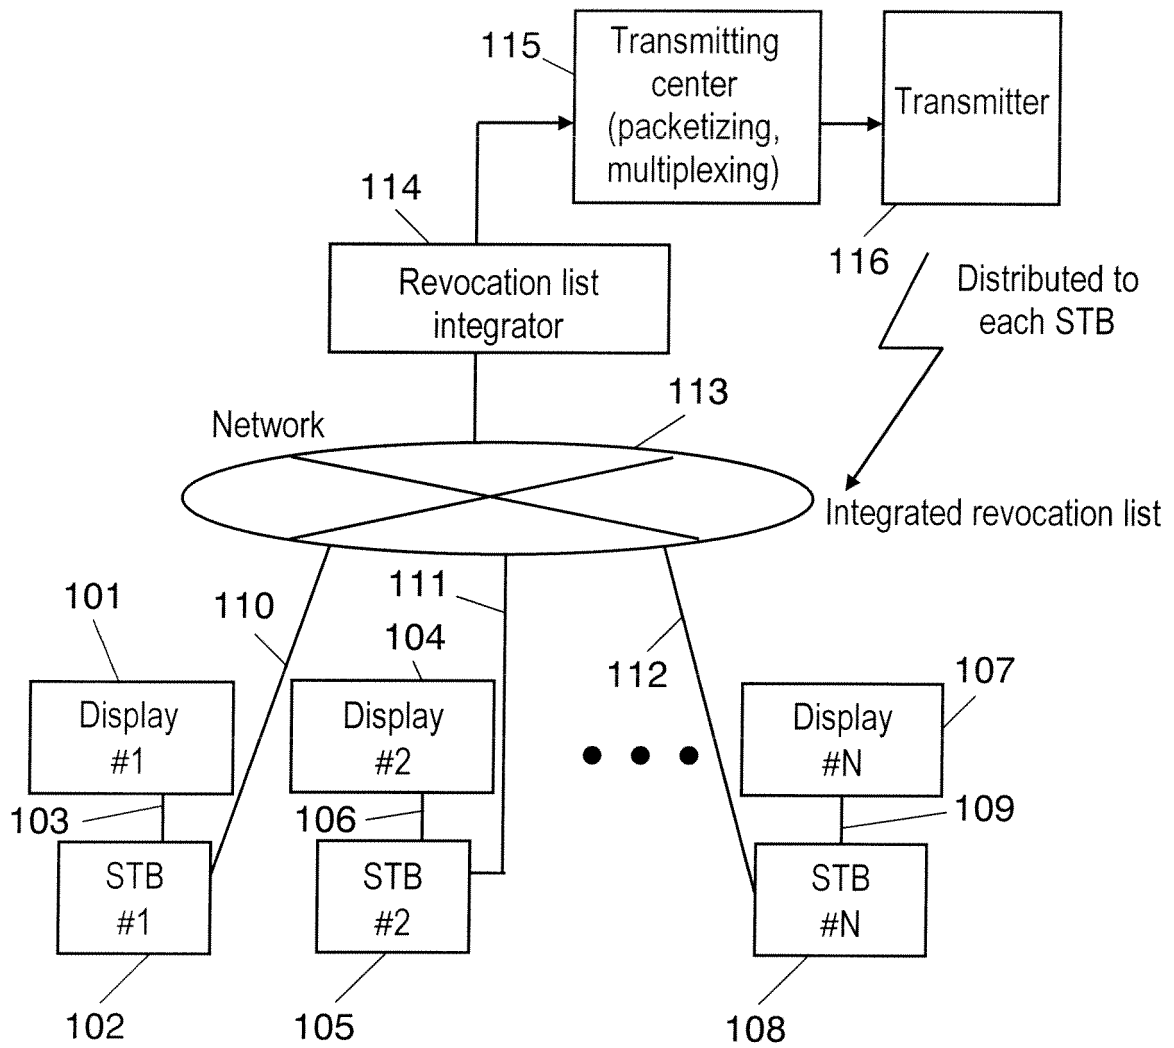 115
Transmitting
center
(packetizing,
multiplexing)
Transmitter
114
116
Revocation list
integrator
Distributed to
each STB
113
Network
Integrated revocation list
101
110
111
104
112
107
Display
#1
Display
#2
Display
#N
103
106
109
STB
#1
STB
#2
STB
#N
102
105
108